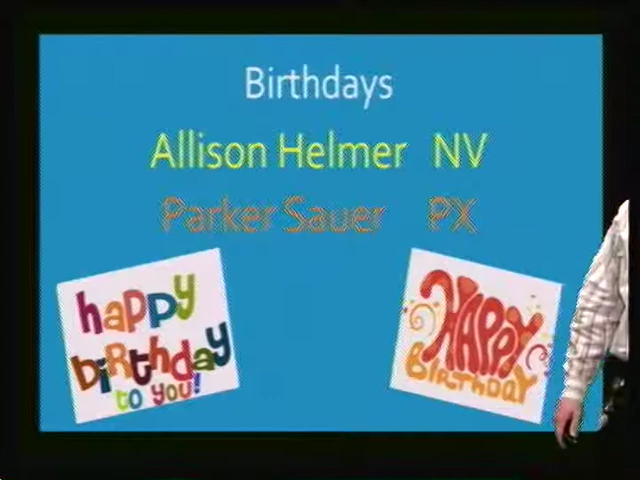 Birthdays
Allison Helmer NV
Parker Sauer PX
happy
birthday
to you!
HAPPY
BIRTHDAY